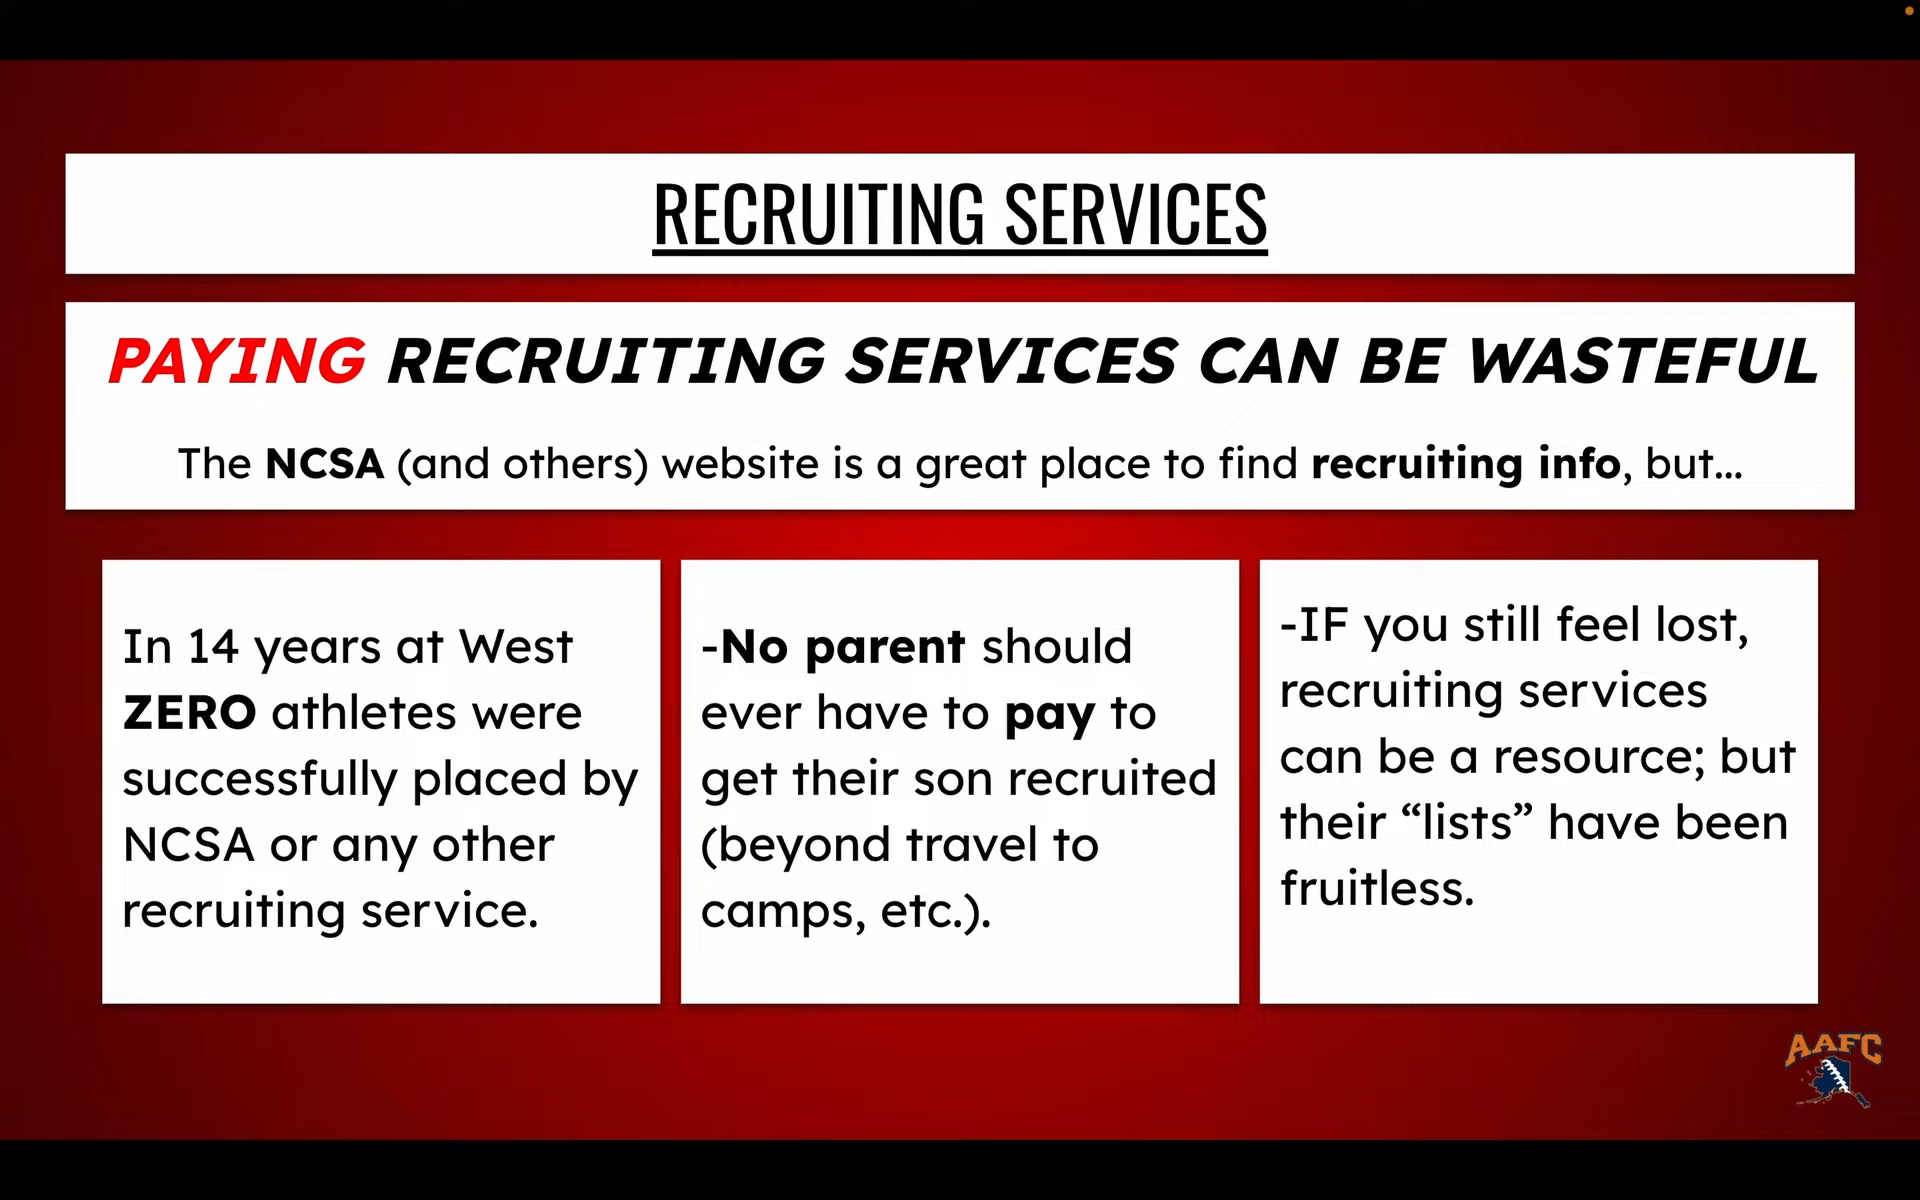 RECRUITING SERVICES
PAYING RECRUITING SERVICES CAN BE WASTEFUL
The NCSA (and others) website is a great place to find recruiting info, but...
In 14 years at West
ZERO athletes were
successfully placed by
NCSA or any other
recruiting service.
-No parent should
ever have to pay to
get their son recruited
(beyond travel to
camps, etc.).
-IF you still feel lost,
recruiting services
can be a resource; but
their “lists” have been
fruitless.
AAFC